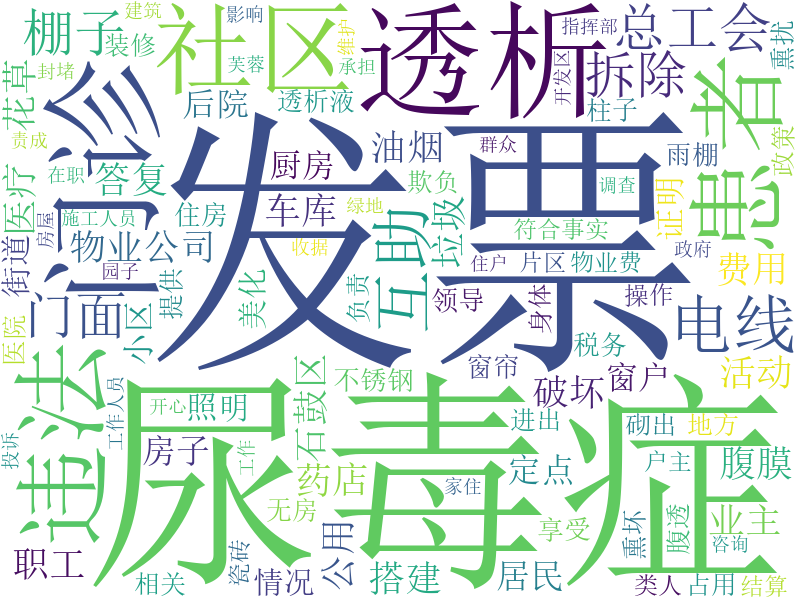 建筑
影响
维护
指挥部
总工会
熏扰
棚子
装修
社区
透析
芙蓉
承担
开发区
拆除
花草
封堵
后院
透析液
柱子
责成
门诊
发票
患者
油烟
群众
雨棚
政策
医疗
在职
答复
厨房
欺负
调查
证明
施工人员
房屋
住房
车库
绿地
互助
垃圾
符合事实
街道
物业公司
收据
住户
片区
物业费
政府
费用
园子
提供
美化
负责
领导
身体
操作
电线
医院
门面
小区
窗帘
税务
违法
尿毒症
石鼓区
不锈钢
破坏
窗户
活动
工作人员
开心
照明
进出
砌出
地方
投诉
房子
工作
药店
定点
户主
腹膜
无房
家住
业主
职工
瓷砖
公用
享受
熏坏
腹透
咨询
相关
情况
搭建
居民
类人
占用
结算